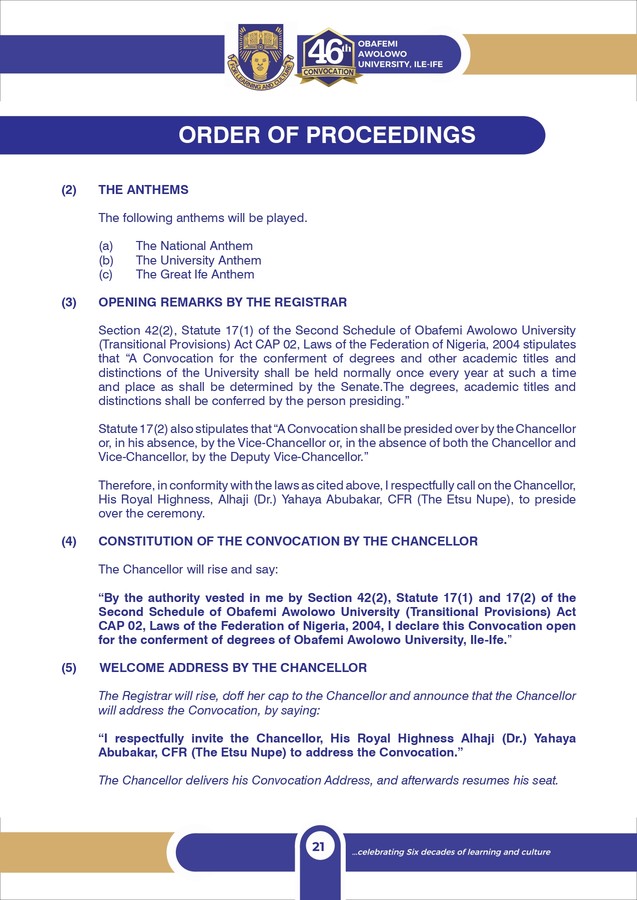 FOR LEARNING AND CULTURE
46th
CONVOCATION
OBAFEMI
AWOLOWO
UNIVERSITY, ILE-IFE
ORDER OF PROCEEDINGS
(2) THE ANTHEMS
The following anthems will be played.
(a) The National Anthem
(b) The University Anthem
(c) The Great Ife Anthem
(3) OPENING REMARKS BY THE REGISTRAR
Section 42(2), Statute 17(1) of the Second Schedule of Obafemi Awolowo University
(Transitional Provisions) Act CAP 02, Laws of the Federation of Nigeria, 2004 stipulates
that “A Convocation for the conferment of degrees and other academic titles and
distinctions of the University shall be held normally once every year at such a time
and place as shall be determined by the Senate.The degrees, academic titles and
distinctions shall be conferred by the person presiding.”
Statute 17(2) also stipulates that “A Convocation shall be presided over by the Chancellor
or, in his absence, by the Vice-Chancellor or, in the absence of both the Chancellor and
Vice-Chancellor, by the Deputy Vice-Chancellor.”
Therefore, in conformity with the laws as cited above, I respectfully call on the Chancellor,
His Royal Highness, Alhaji (Dr.) Yahaya Abubakar, CFR (The Etsu Nupe), to preside
over the ceremony.
(4) CONSTITUTION OF THE CONVOCATION BY THE CHANCELLOR
The Chancellor will rise and say:
“By the authority vested in me by Section 42(2), Statute 17(1) and 17(2) of the
Second Schedule of Obafemi Awolowo University (Transitional Provisions) Act
CAP 02, Laws of the Federation of Nigeria, 2004, I declare this Convocation open
for the conferment of degrees of Obafemi Awolowo University, Ile-Ife.”
(5) WELCOME ADDRESS BY THE CHANCELLOR
The Registrar will rise, doff her cap to the Chancellor and announce that the Chancellor
will address the Convocation, by saying:
“I respectfully invite the Chancellor, His Royal Highness Alhaji (Dr.) Yahaya
Abubakar, CFR (The Etsu Nupe) to address the Convocation.”
The Chancellor delivers his Convocation Address, and afterwards resumes his seat.
21
...celebrating Six decades of learning and culture